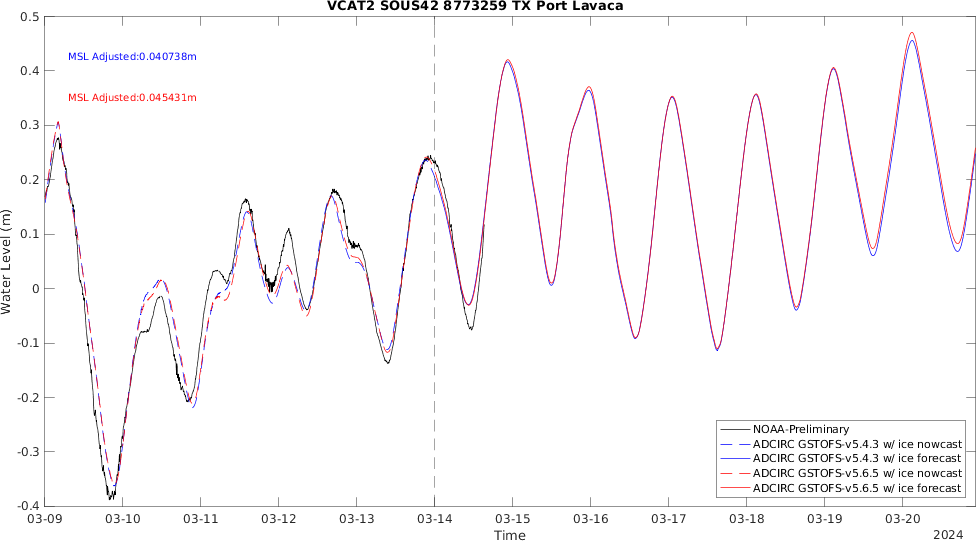 VCAT2 SOUS42 8773259 TX Port Lavaca
0.5
0.4
0.3
0.2
0.1
0
-0.1
-0.2
-0.3
-0.4
Water Level (m)
MSL Adjusted:0.040738m
MSL Adjusted:0.045431m
NOAA-Preliminary
ADCIRC GSTOFS-v5.4.3 w/ ice nowcast
ADCIRC GSTOFS-v5.4.3 w/ ice forecast
ADCIRC GSTOFS-v5.6.5 w/ ice nowcast
ADCIRC GSTOFS-v5.6.5 w/ ice forecast
03-09 03-10 03-11 03-12 03-13 03-14 03-15 03-16 03-17 03-18 03-19 03-20
Time
2024